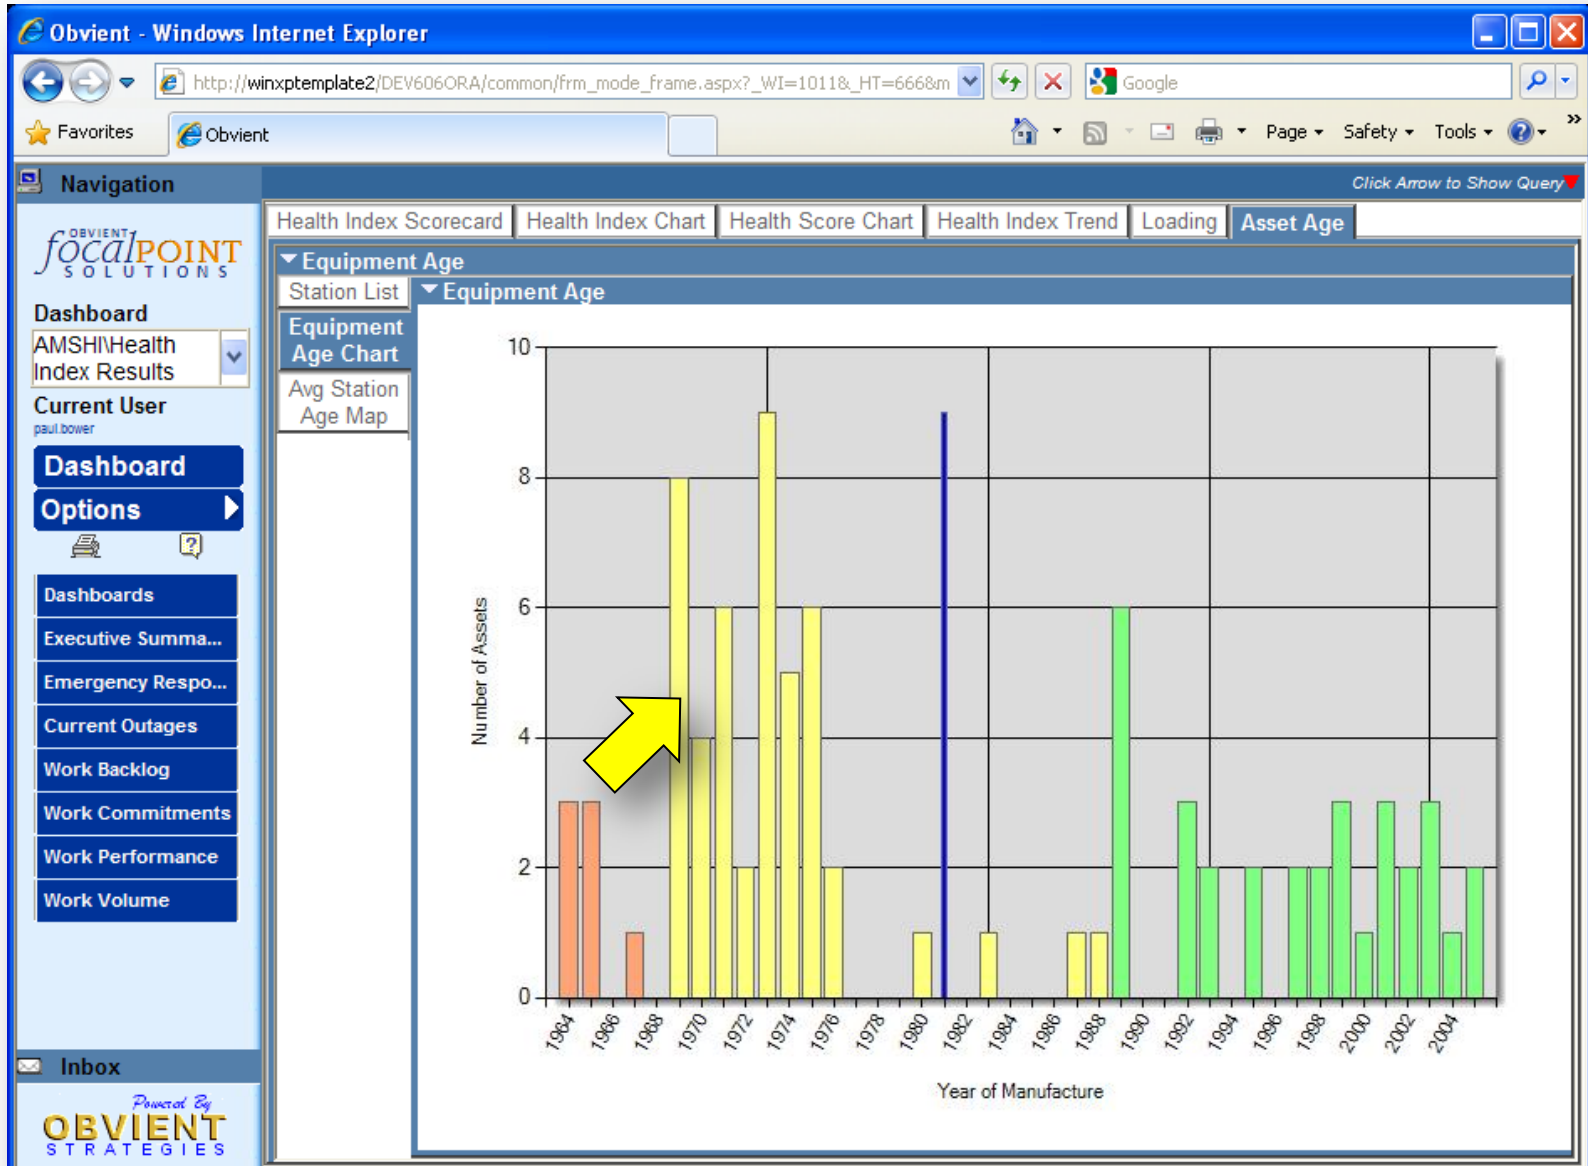 Obvient - Windows Internet Explorer
http://winxptemplate2/DEV606ORA/common/frm_mode_frame.aspx?_WI=1011&_HT=666&m
Google
Favorites
Obvient
Page
Safety
Tools
»
Navigation
Click Arrow to Show Query
Health Index Scorecard
Health Index Chart
Health Score Chart
Health Index Trend
Loading
Asset Age
OBVIENT
focalPOINT
SOLUTIONS
Dashboard
AMSHI\Health
Index Results
Current User
paul.bower
Dashboard
Options
Dashboards
Executive Summa...
Emergency Respo...
Current Outages
Work Backlog
Work Commitments
Work Performance
Work Volume
Inbox
Powered By
OBVIENT
STRATEGIES
Equipment Age
Station List
Equipment
Age Chart
Avg Station
Age Map
Equipment Age
10
8
6
4
2
0
Number of Assets
1964
1966
1968
1970
1972
1974
1976
1978
1980
1982
1984
1986
1988
1990
1992
1994
1996
1998
2000
2002
2004
Year of Manufacture